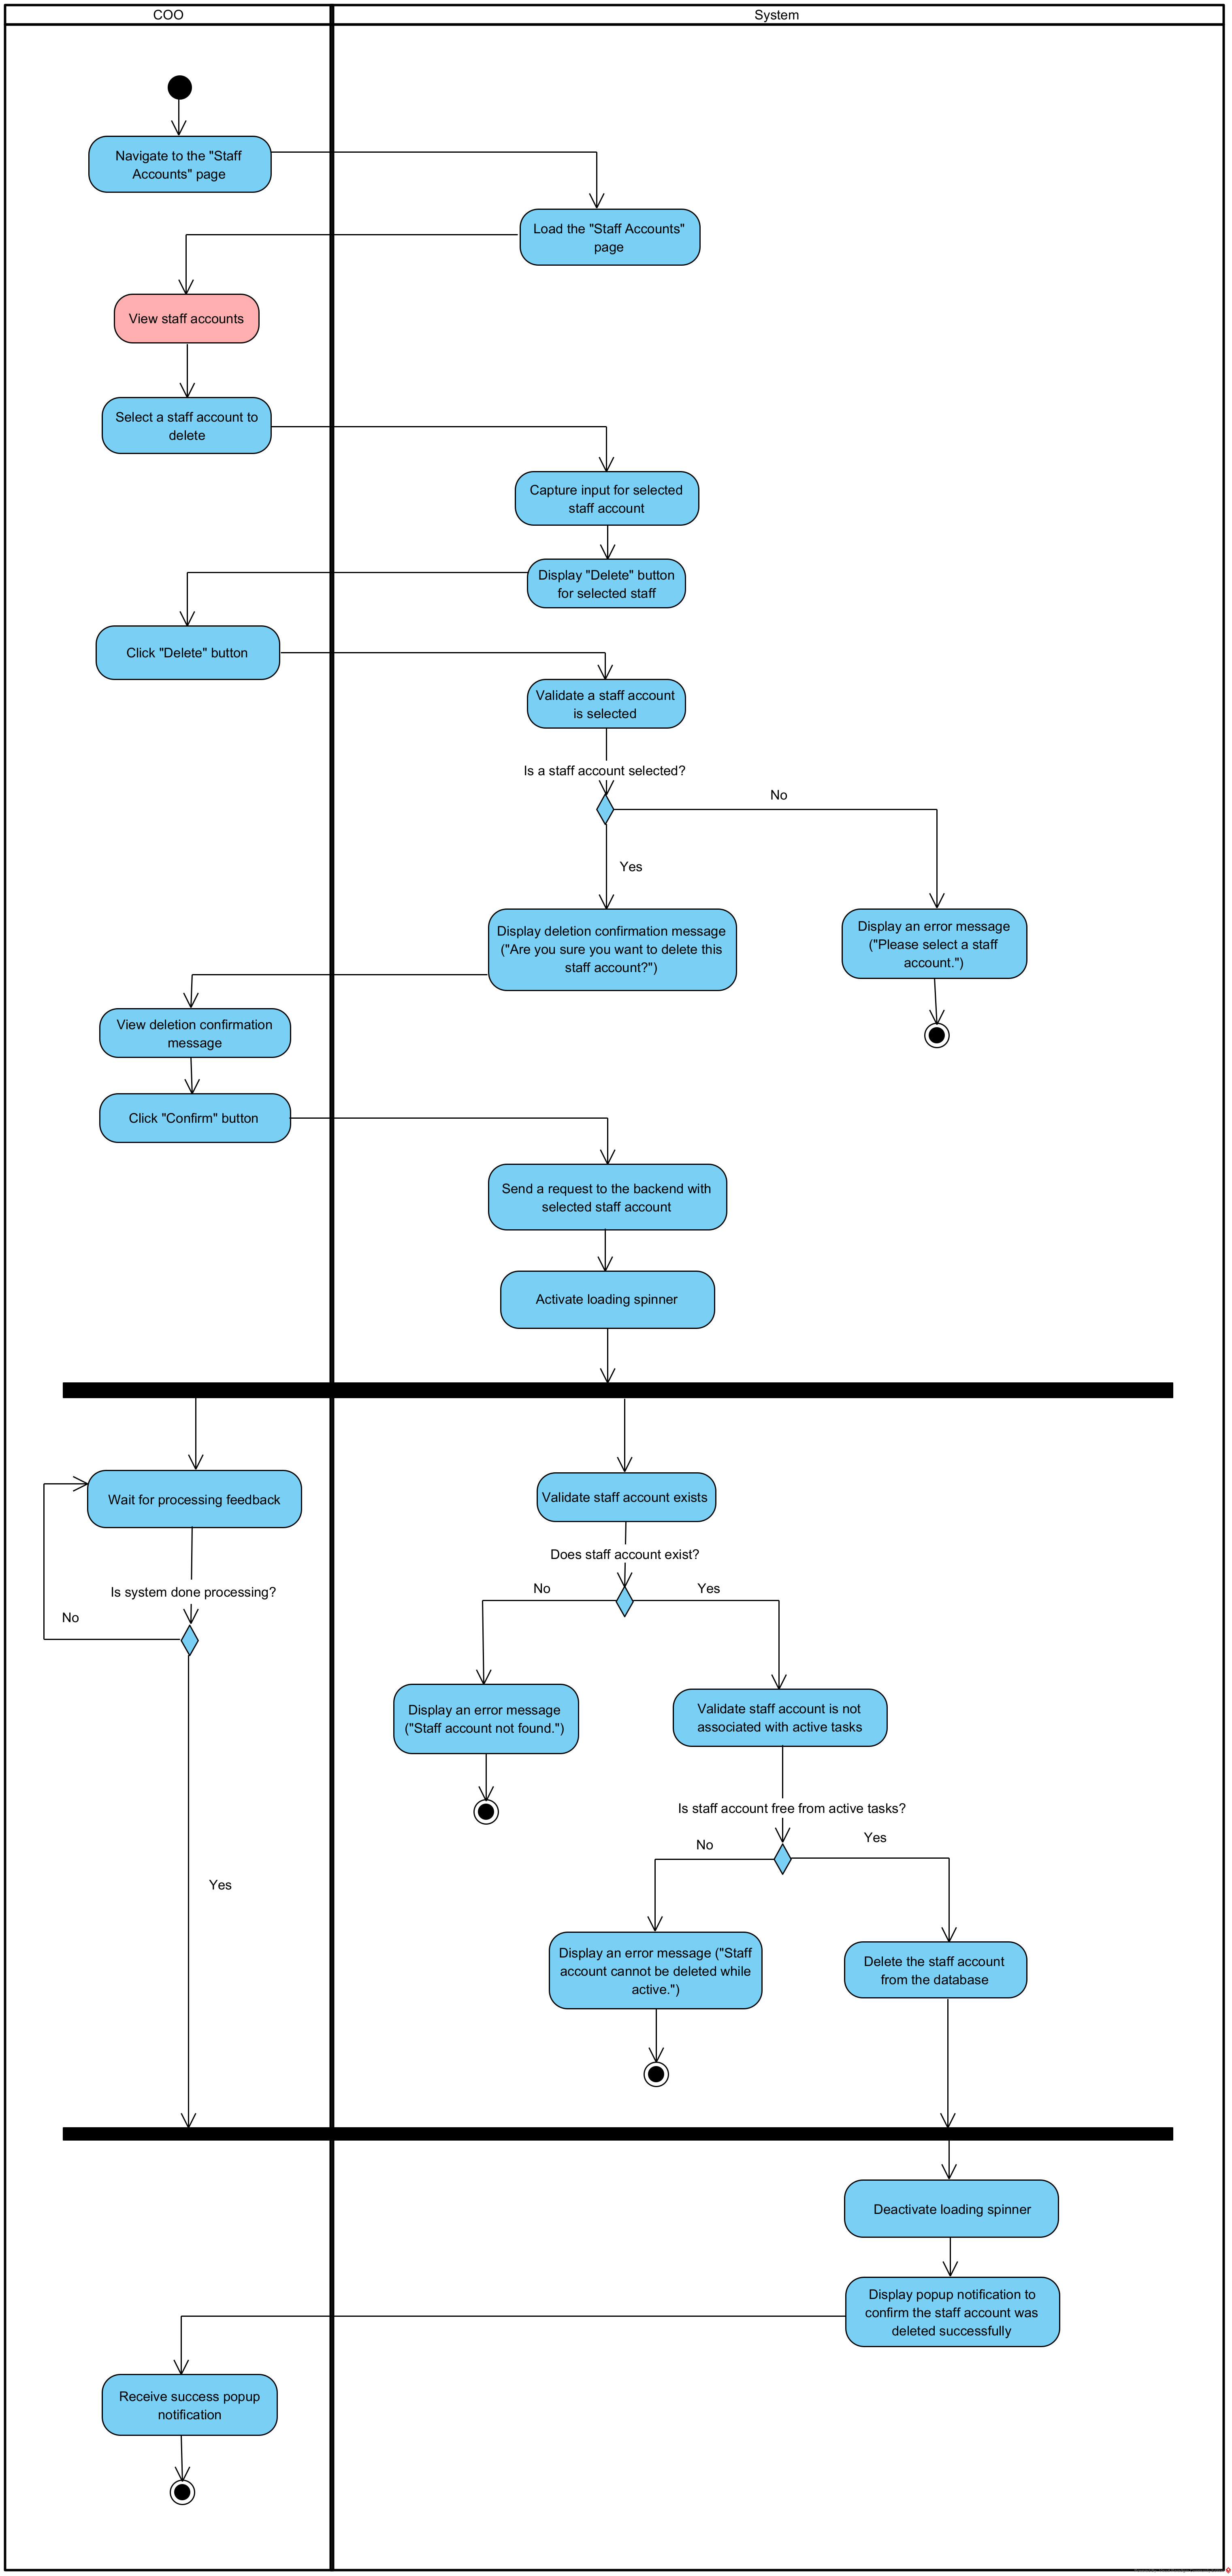 COO
System
Navigate to the "Staff
Accounts" page
Load the "Staff Accounts"
page
View staff accounts
Select a staff account to
delete
Capture input for selected
staff account
Display "Delete" button
for selected staff
Click "Delete" button
Validate a staff account
is selected
Is a staff account selected?
No
Yes
Display deletion confirmation message
("Are you sure you want to delete this
staff account?")
Display an error message
("Please select a staff
account.")
View deletion confirmation
message
Click "Confirm" button
Send a request to the backend with
selected staff account
Activate loading spinner
Wait for processing feedback
Validate staff account exists
Does staff account exist?
Is system done processing?
No
Yes
No
Display an error message
("Staff account not found.")
Validate staff account is not
associated with active tasks
Is staff account free from active tasks?
No
Yes
Yes
Display an error message ("Staff
account cannot be deleted while
active.")
Delete the staff account
from the database
Deactivate loading spinner
Display popup notification to
confirm the staff account was
deleted successfully
Receive success popup
notification